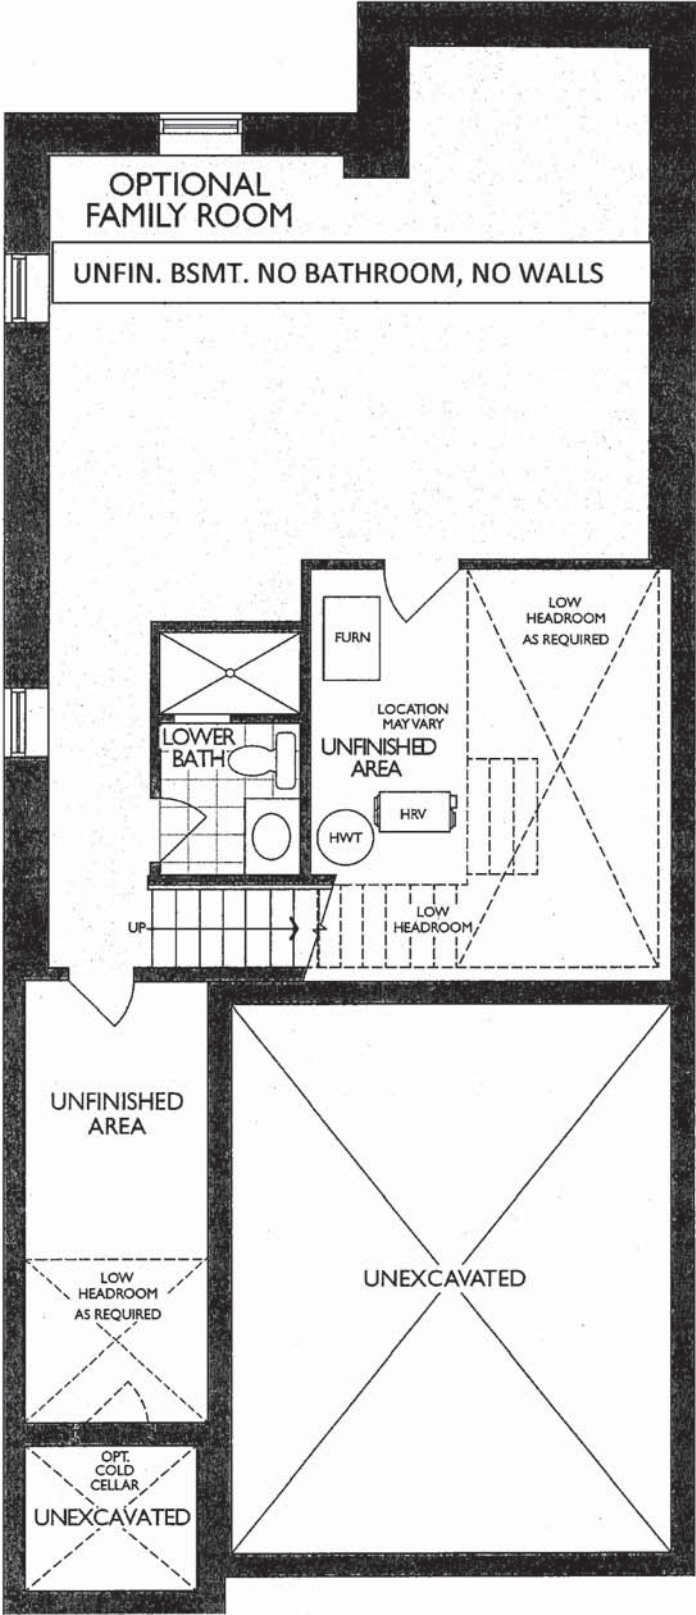 OPTIONAL
FAMILY ROOM
UNFIN. BSMT. NO BATHROOM, NO WALLS
LOW
HEADROOM
AS REQUIRED
FURN
LOCATION
MAY VARY
UNFINISHED
AREA
LOWER
BATH
HRV
HWT
UP
LOW
HEADROOM
UNFINISHED
AREA
LOW
HEADROOM
AS REQUIRED
UNEXCAVATED
OPT.
COLD
CELLAR
UNEXCAVATED